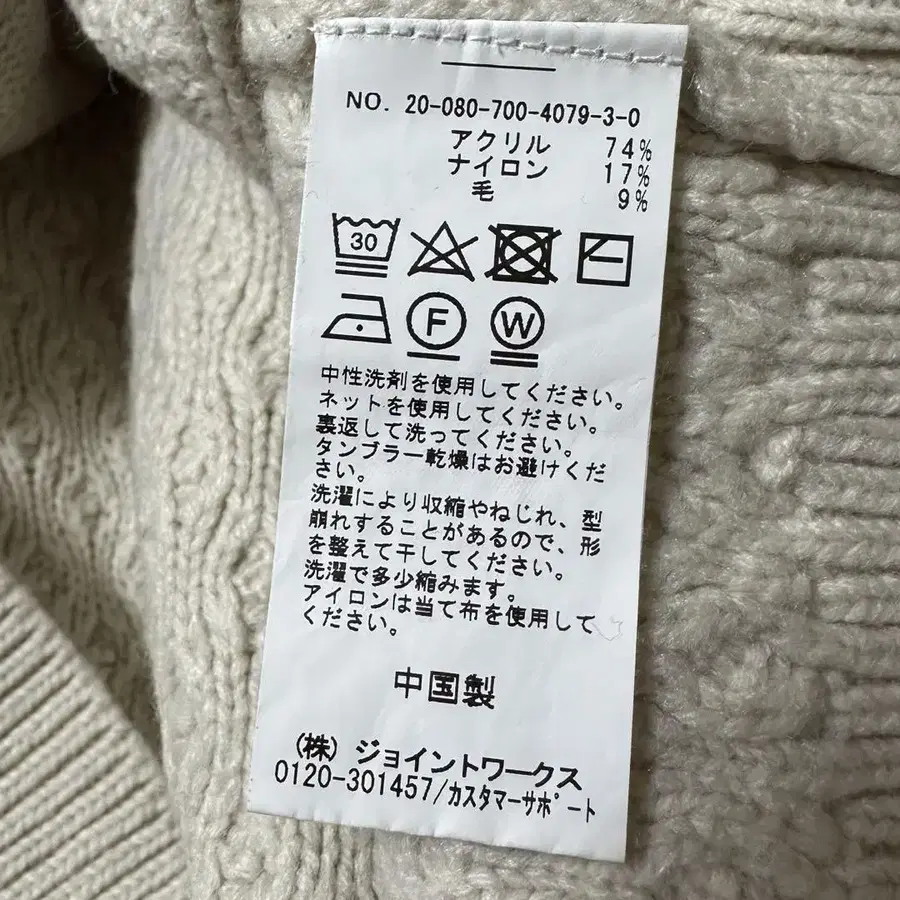 NO. 20-080-700-4079-3-0
アクリル 74%
ナイロン 17%
毛 9%
30
F W
中性洗剤を使用してください。
ネットを使用してください。
裏返して洗ってください。
タンブラー乾燥はお避けくだ
さい。
洗濯により収縮やねじれ、型
崩れすることがあるので、形
を整えて干してください。
洗濯で多少縮みます。
アイロンは当て布を使用して
ください。
中国製
(株) ジョイントワークス
0120-301457/カスタマーサポート